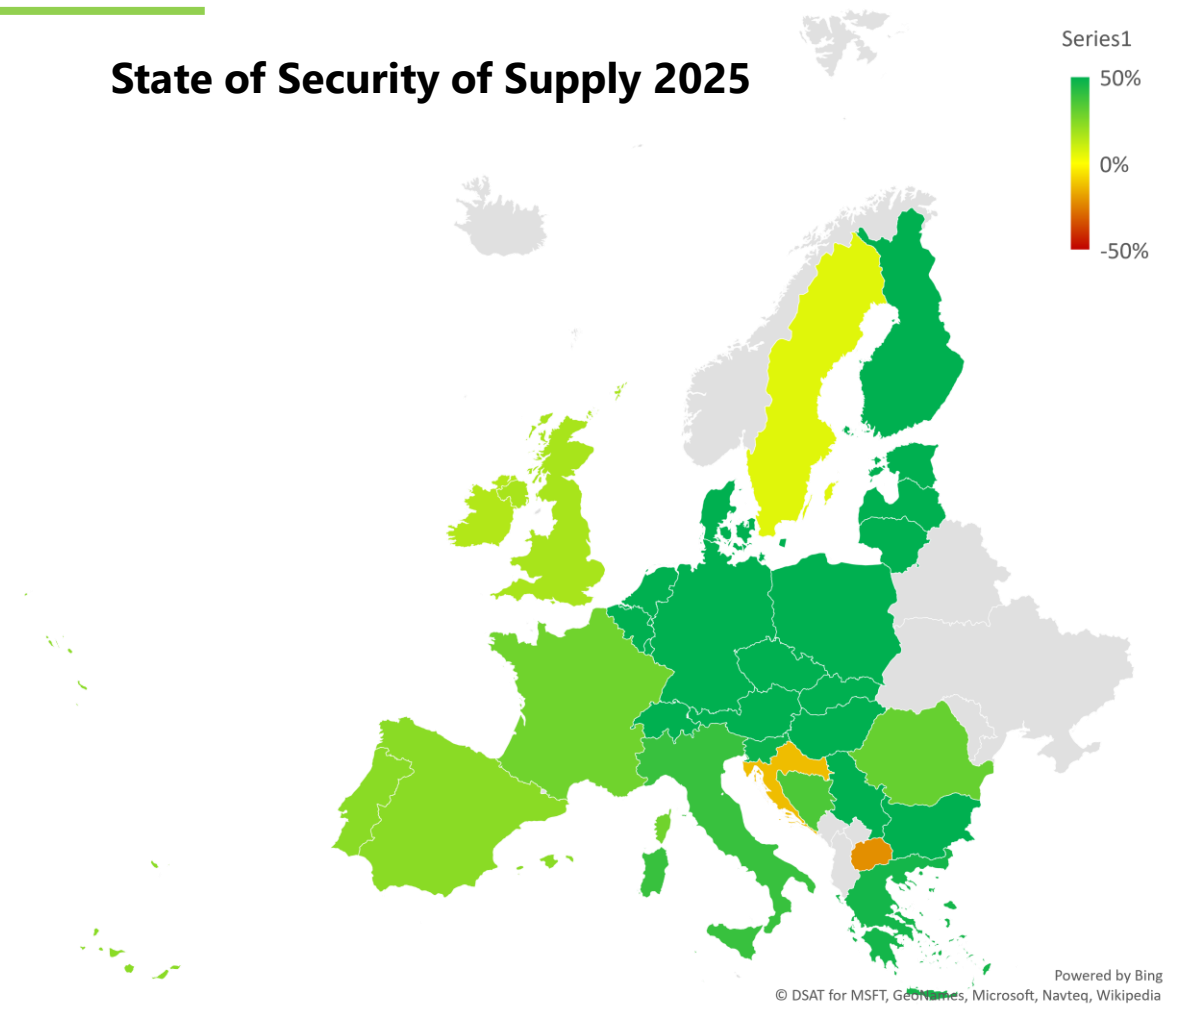 State of Security of Supply 2025
Series1
50%
0%
-50%
Powered by Bing
© DSAT for MSFT, GeoNames, Microsoft, Navteq, Wikipedia